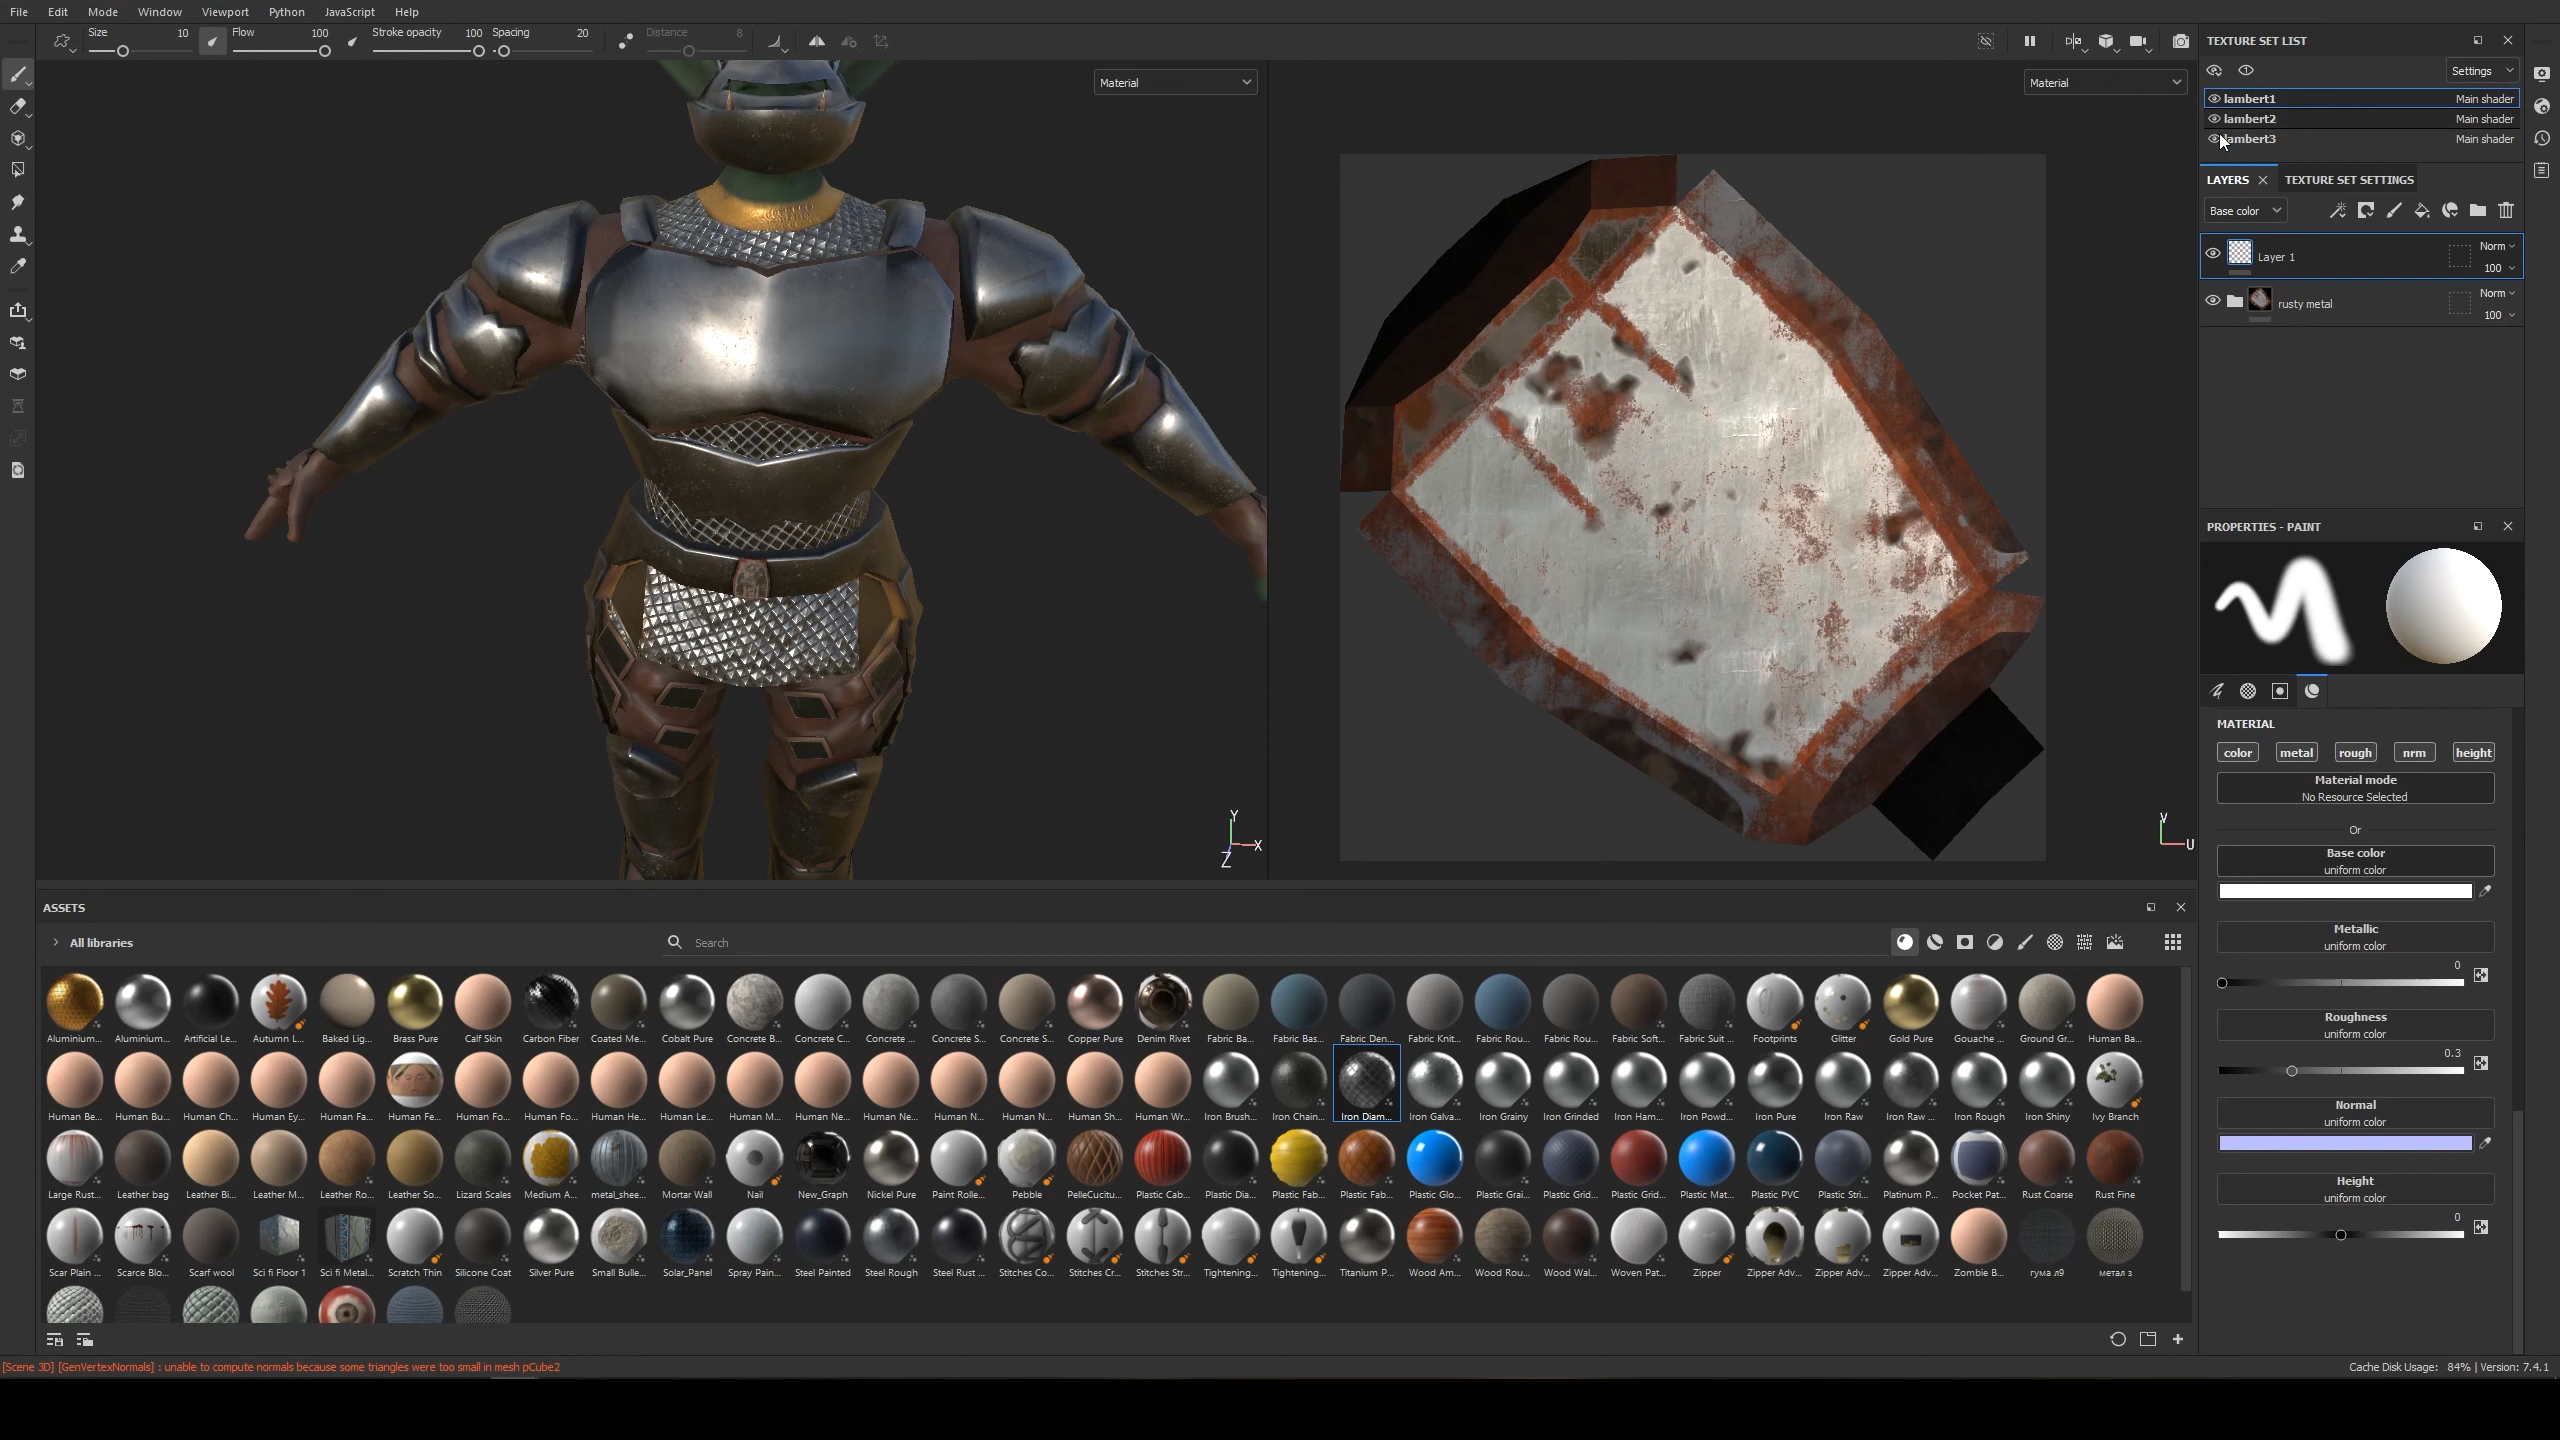 File Edit Mode Window Viewport Python JavaScript Help
Size 10 Flow 100 Stroke opacity 100 Spacing 20 Distance 8
Material
Material
TEXTURE SET LIST
Settings
lambert1 Main shader
lambert2 Main shader
lambert3 Main shader
LAYERS TEXTURE SET SETTINGS
Base color
Layer 1 Norm 100
rusty metal Norm 100
PROPERTIES - PAINT
MATERIAL
color metal rough nrm height
Material mode
No Resource Selected
Or
Base color
uniform color
Metallic
uniform color
0
Roughness
uniform color
0.3
Normal
uniform color
Height
uniform color
0
Y
X
Z
V
U
ASSETS
All libraries Search
Aluminium... Aluminium... Artificial Le... Autumn L... Baked Lig... Brass Pure Calf Skin Carbon Fiber Coated Me... Cobalt Pure Concrete B... Concrete C... Concrete ... Concrete S... Concrete S... Copper Pure Denim Rivet Fabric Ba... Fabric Bas... Fabric Den... Fabric Knit... Fabric Rou... Fabric Rou... Fabric Soft... Fabric Suit ... Footprints Glitter Gold Pure Gouache ... Ground Gr... Human Ba...
Human Be... Human Bu... Human Ch... Human Ey... Human Fa... Human Fe... Human Fo... Human Fo... Human He... Human Le... Human M... Human Ne... Human Ne... Human N... Human N... Human Sh... Human Wr... Iron Brush... Iron Chain... Iron Diam... Iron Galva... Iron Grainy Iron Grinded Iron Ham... Iron Powd... Iron Pure Iron Raw Iron Raw ... Iron Rough Iron Shiny Ivy Branch
Large Rust... Leather bag Leather Bi... Leather M... Leather Ro... Leather So... Lizard Scales Medium A... metal_shee... Mortar Wall Nail New_Graph Nickel Pure Paint Rolle... Pebble PelleCucitu... Plastic Cab... Plastic Dia... Plastic Fab... Plastic Fab... Plastic Glo... Plastic Grai... Plastic Grid... Plastic Grid... Plastic Mat... Plastic PVC Plastic Stri... Platinum P... Pocket Pat... Rust Coarse Rust Fine
Scar Plain ... Scarce Blo... Scarf wool Sci fi Floor 1 Sci fi Metal... Scratch Thin Silicone Coat Silver Pure Small Bulle... Solar_Panel Spray Pain... Steel Painted Steel Rough Steel Rust ... Stitches Co... Stitches Cr... Stitches Str... Tightening... Tightening... Titanium P... Wood Am... Wood Rou... Wood Wal... Woven Pat... Zipper Zipper Adv... Zipper Adv... Zipper Adv... Zombie B... гума л9 метал з
[Scene 3D] [GenVertexNormals] : unable to compute normals because some triangles were too small in mesh pCube2
Cache Disk Usage: 84% | Version: 7.4.1